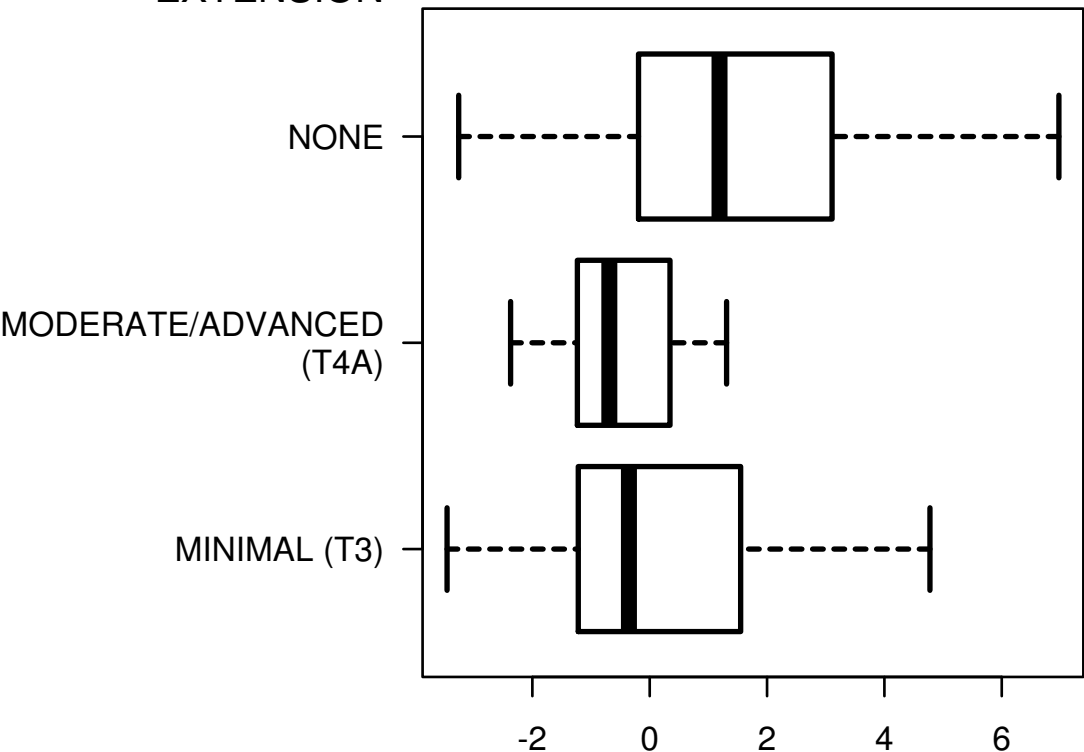 EXTENSION
NONE
MODERATE/ADVANCED
(T4A)
MINIMAL (T3)
-2 0 2 4 6